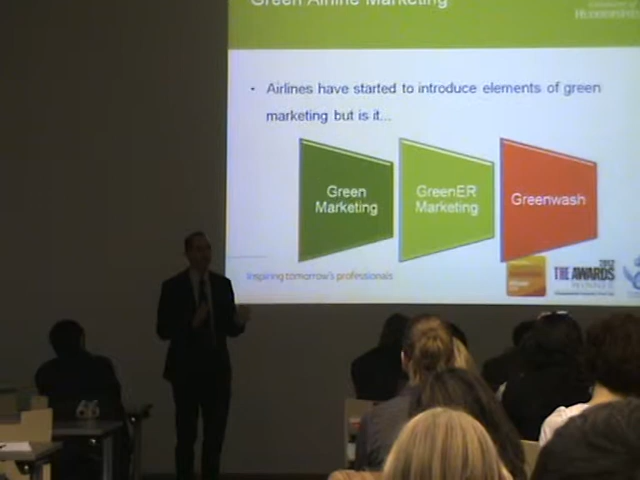 Green Airline Marketing
• Airlines have started to introduce elements of green
marketing but is it...
Green
Marketing
GreenER
Marketing
Greenwash
Inspiring tomorrow's professionals
THE AWARDS
WINNER